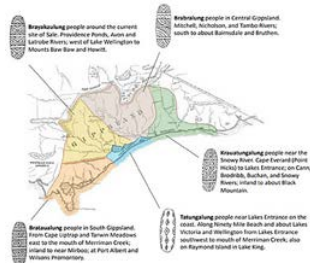 Brayakaulung people around the current
site of Sale. Providence Ponds, Avon and
Latrobe Rivers; west of Lake Wellington to
Mounts Baw Baw and Howitt.
Brabralung people in Central Gippsland.
Mitchell, Nicholson, and Tambo Rivers;
south to about Bairnsdale and Bruthen.
GIPPSLAND
Krauatungalung people near the
Snowy River. Cape Everard (Point
Hicks) to Lakes Entrance; on Cann,
Brodribb, Buchan, and Snowy
Rivers; inland to about Black
Mountain.
Bratauolung people in South Gippsland.
From Cape Liptrap and Tarwin Meadows
east to the mouth of Merriman Creek;
inland to near Mirboo; at Port Albert and
Wilsons Promontory.
Tatungalung people near Lakes Entrance on the
coast. Along Ninety Mile Beach and about Lakes
Victoria and Wellington from Lakes Entrance
southwest to mouth of Merriman Creek; also
on Raymond Island in Lake King.